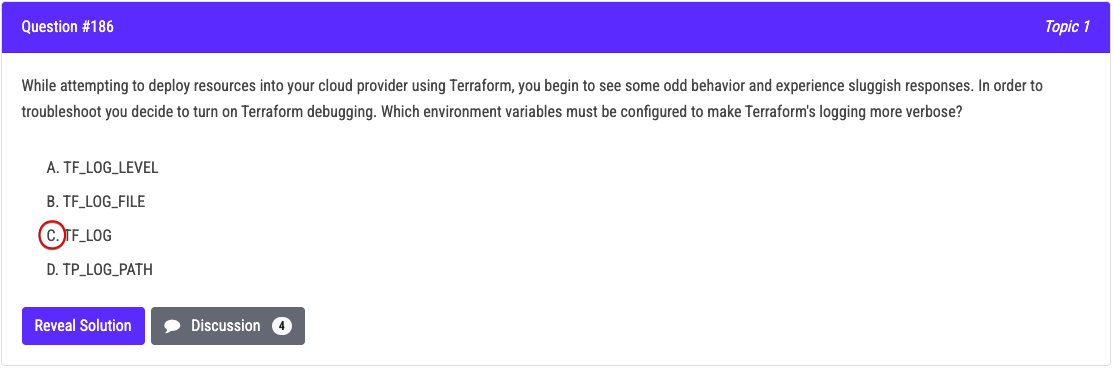 Question #186
Topic 1
While attempting to deploy resources into your cloud provider using Terraform, you begin to see some odd behavior and experience sluggish responses. In order to
troubleshoot you decide to turn on Terraform debugging. Which environment variables must be configured to make Terraform's logging more verbose?
A. TF_LOG_LEVEL
B. TF_LOG_FILE
C. TF_LOG
D. TP_LOG_PATH
Reveal Solution
Discussion 4